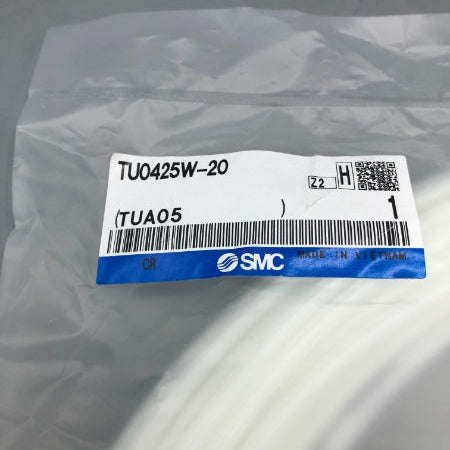 TU0425W-20
Z2 H
(TUA05 ) 1
CR SMC MADE IN VIETNAM